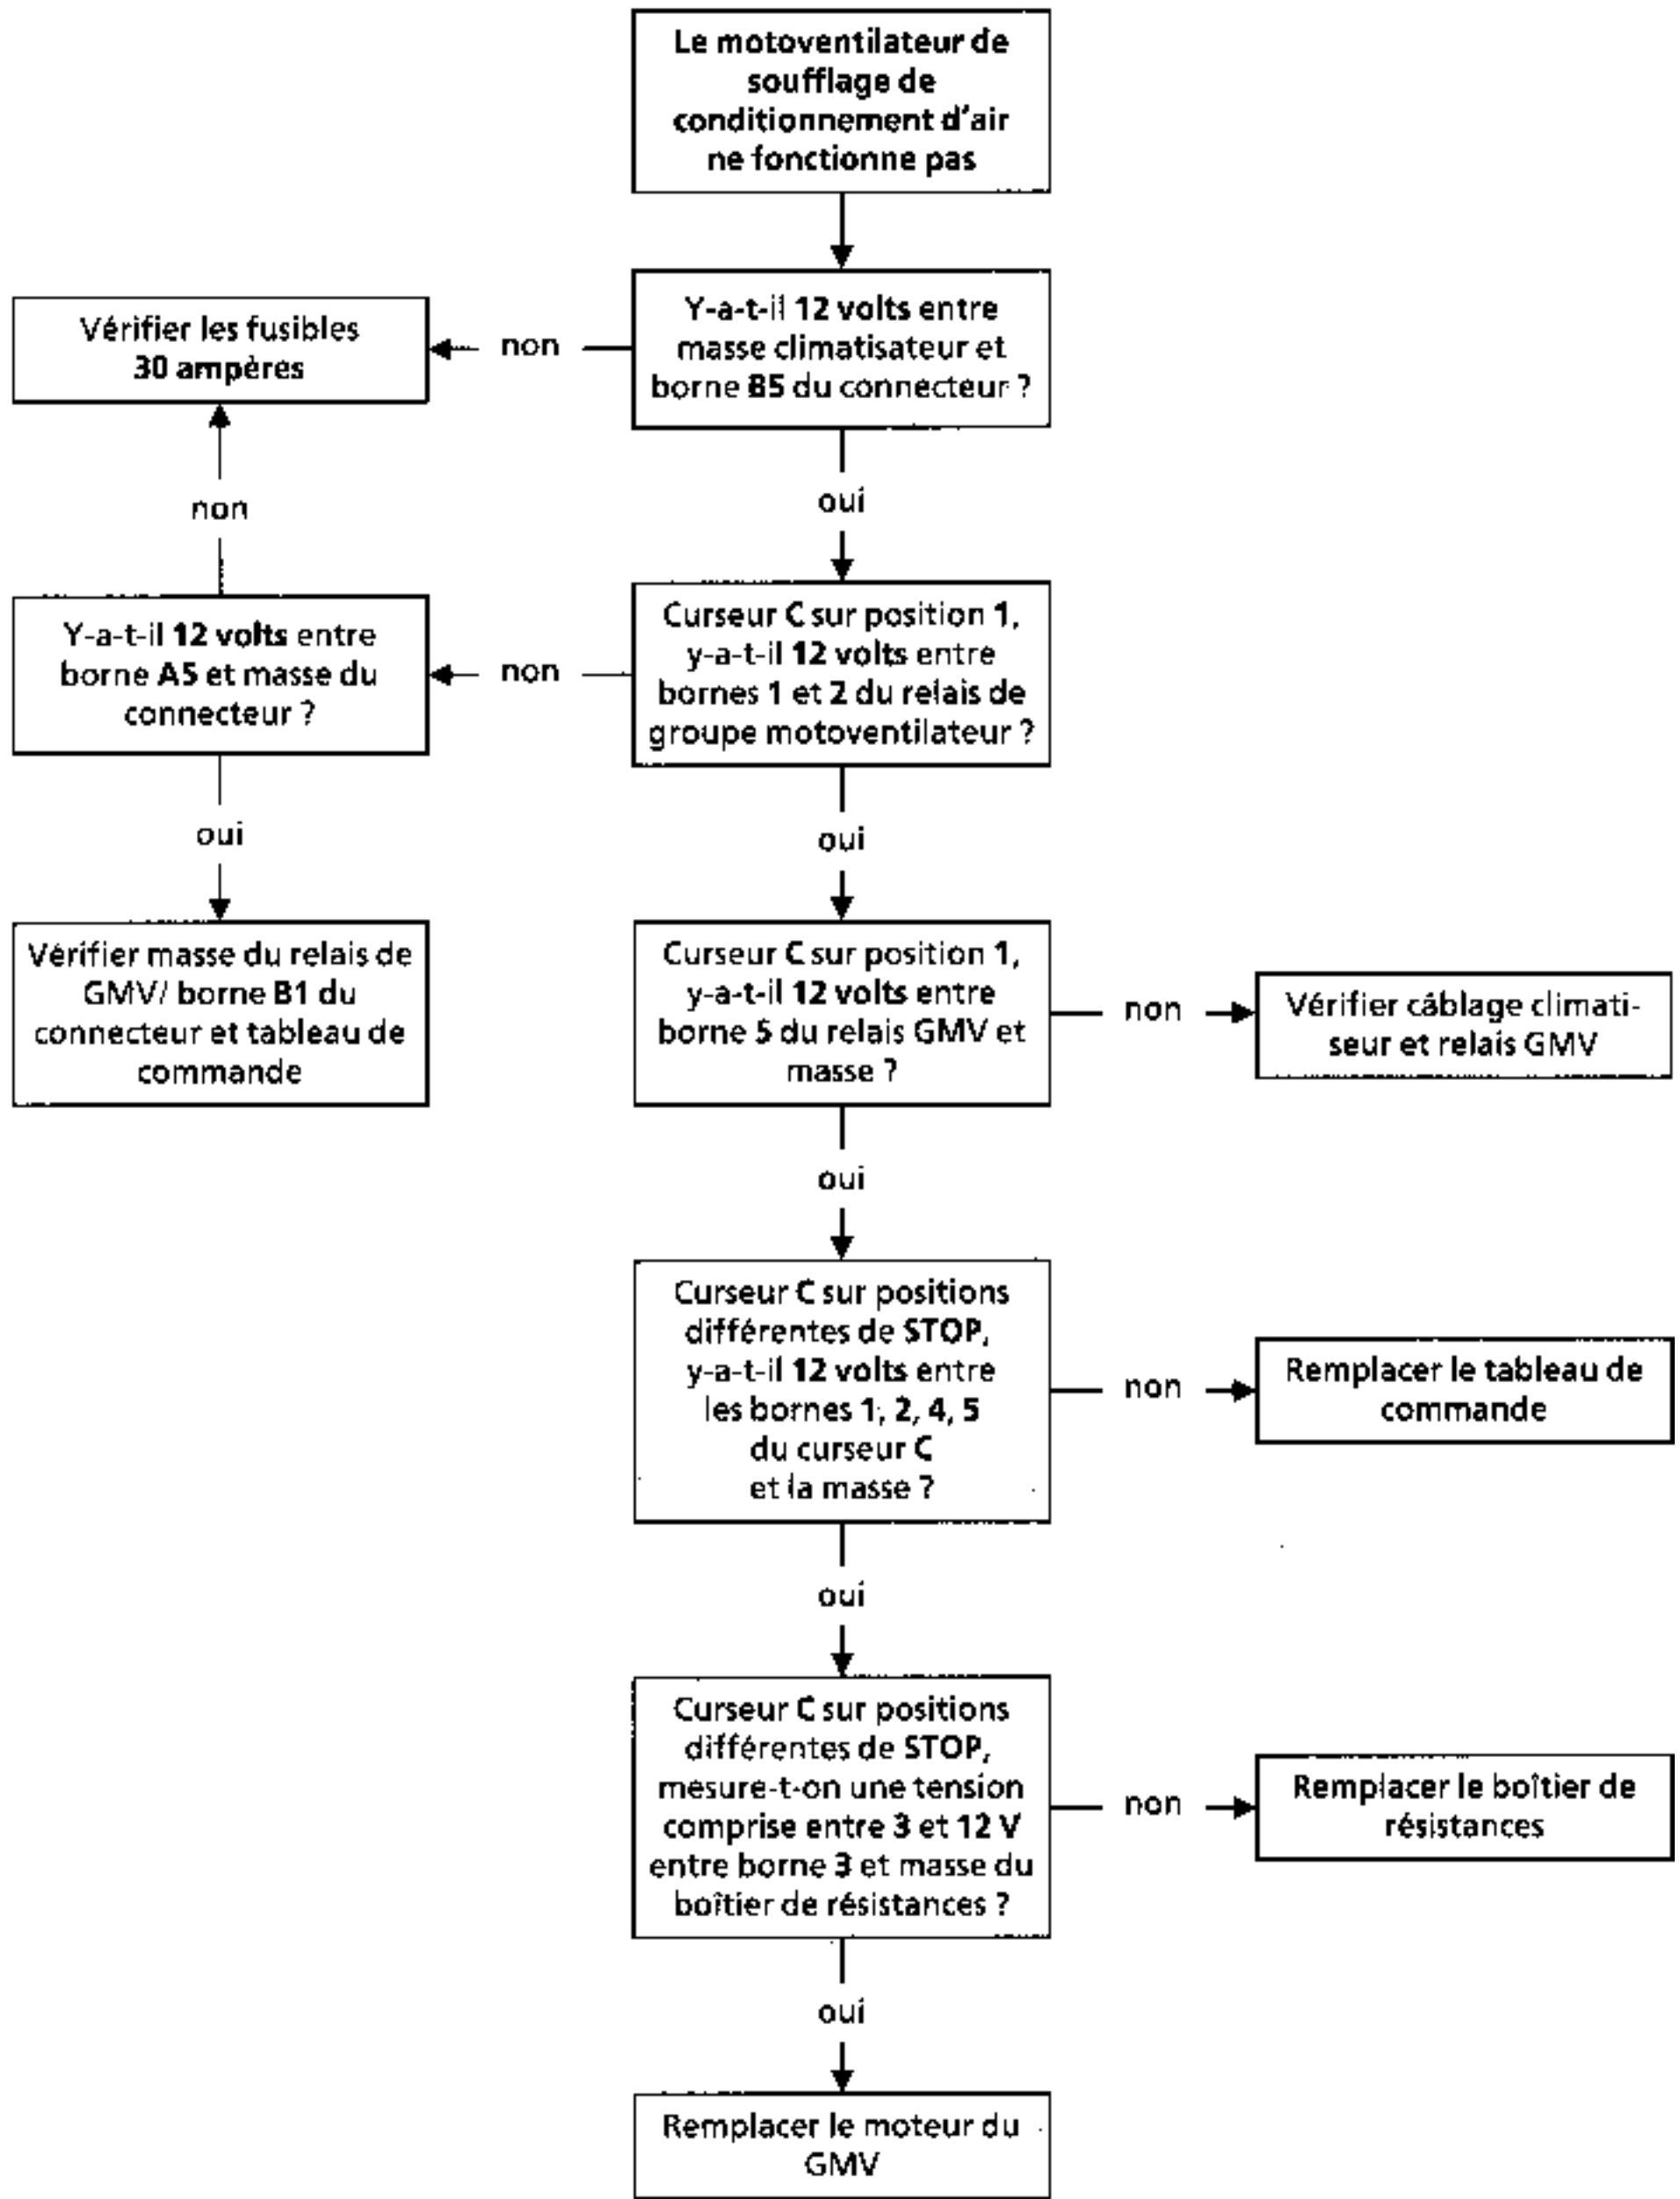 Le motoventilateur de
soufflage de
conditionnement d'air
ne fonctionne pas
Y-a-t-il 12 volts entre
masse climatisateur et
borne B5 du connecteur ?
non
Vérifier les fusibles
30 ampères
oui
non
Curseur C sur position 1,
y-a-t-il 12 volts entre
bornes 1 et 2 du relais de
groupe motoventilateur ?
non
Y-a-t-il 12 volts entre
borne A5 et masse du
connecteur ?
oui
oui
Curseur C sur position 1,
y-a-t-il 12 volts entre
borne 5 du relais GMV et
masse ?
non
Vérifier câblage climati-
seur et relais GMV
Vérifier masse du relais de
GMV/ borne B1 du
connecteur et tableau de
commande
oui
Curseur C sur positions
différentes de STOP,
y-a-t-il 12 volts entre
les bornes 1, 2, 4, 5
du curseur C
et la masse ?
non
Remplacer le tableau de
commande
oui
Curseur C sur positions
différentes de STOP,
mesure-t-on une tension
comprise entre 3 et 12 V
entre borne 3 et masse du
boîtier de résistances ?
non
Remplacer le boîtier de
résistances
oui
Remplacer le moteur du
GMV